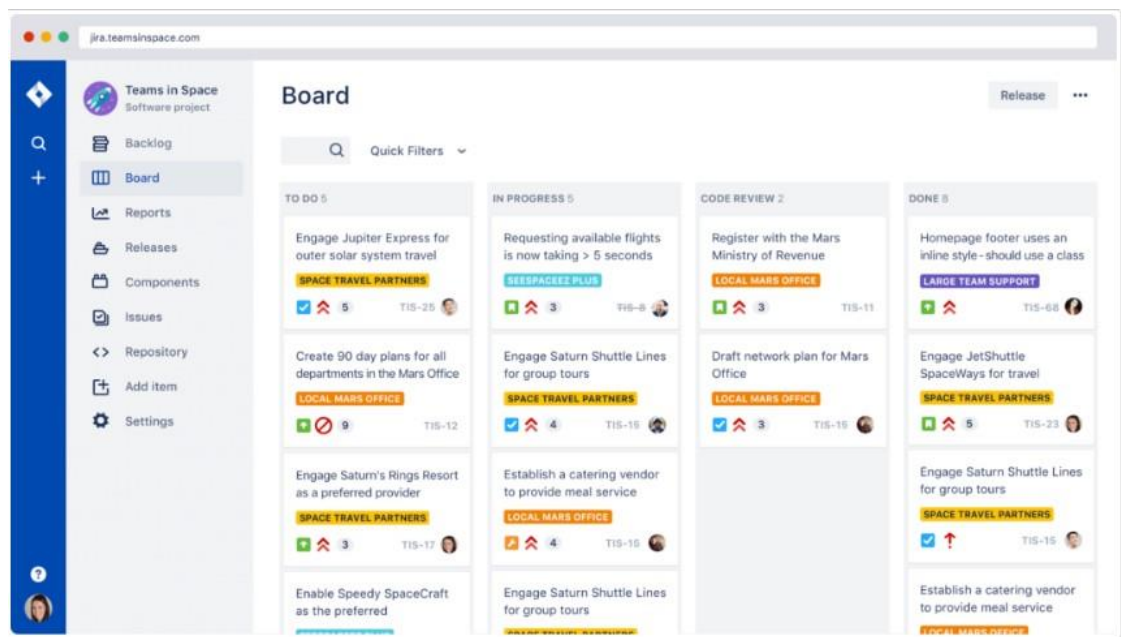 jira.teamsinspace.com
Teams in Space
Software project
Backlog
Board
Reports
Releases
Components
Issues
Repository
Add item
Settings
Board
Release
Quick Filters
TO DO 5
Engage Jupiter Express for
outer solar system travel
SPACE TRAVEL PARTNERS
5
TIS-25
Create 90 day plans for all
departments in the Mars Office
LOCAL MARS OFFICE
9
TIS-12
Engage Saturn's Rings Resort
as a preferred provider
SPACE TRAVEL PARTNERS
3
TIS-17
Enable Speedy SpaceCraft
as the preferred
IN PROGRESS 5
Requesting available flights
is now taking > 5 seconds
SEESPACEEZ PLUS
3
TIS-8
Engage Saturn Shuttle Lines
for group tours
SPACE TRAVEL PARTNERS
4
TIS-15
Establish a catering vendor
to provide meal service
LOCAL MARS OFFICE
4
TIS-15
Engage Saturn Shuttle Lines
for group tours
SPACE TRAVEL PARTNERS
CODE REVIEW 2
Register with the Mars
Ministry of Revenue
LOCAL MARS OFFICE
3
TIS-11
Draft network plan for Mars
Office
LOCAL MARS OFFICE
3
TIS-15
DONE 8
Homepage footer uses an
inline style-should use a class
LARGE TEAM SUPPORT
TIS-68
Engage JetShuttle
SpaceWays for travel
SPACE TRAVEL PARTNERS
5
TIS-23
Engage Saturn Shuttle Lines
for group tours
SPACE TRAVEL PARTNERS
TIS-15
Establish a catering vendor
to provide meal service
LOCAL MARS OFFICE